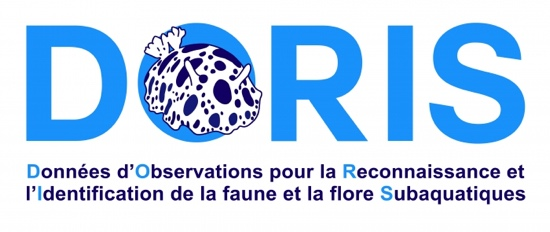 DORIS
Données d'Observations pour la Reconnaissance et
l'Identification de la faune et la flore Subaquatiques